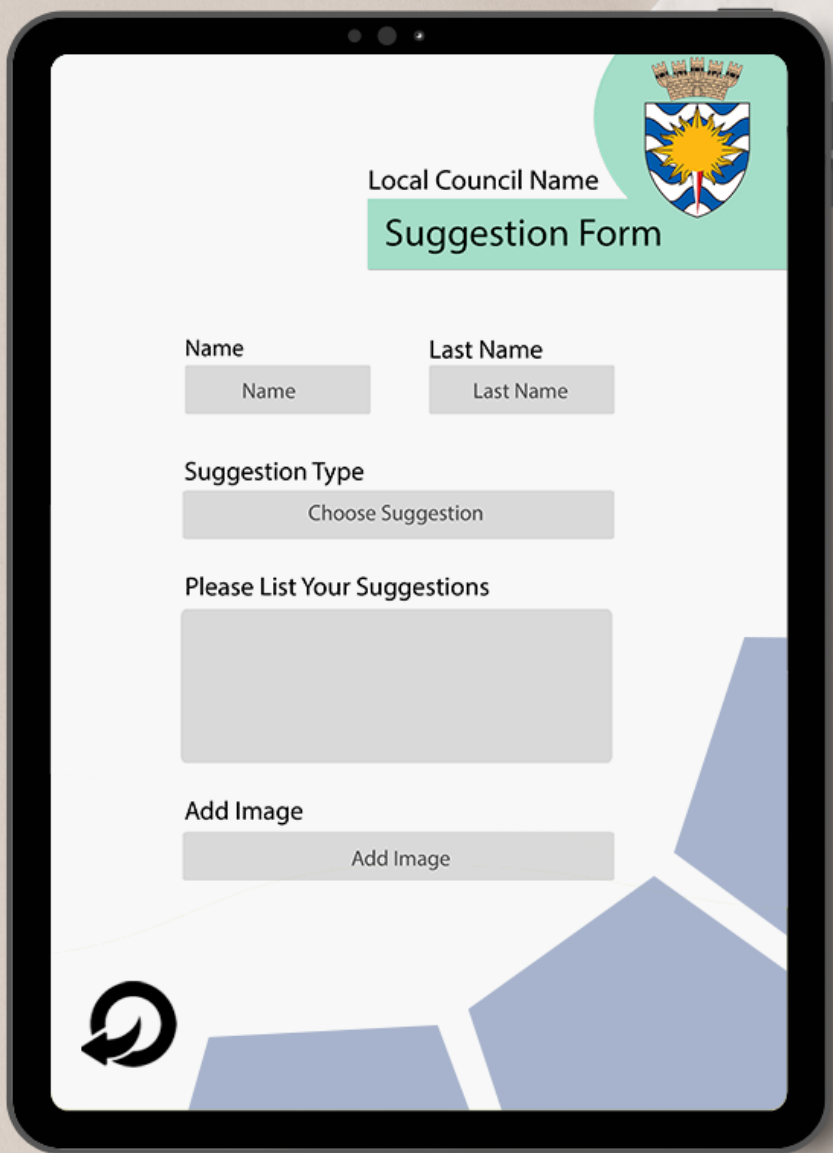 Local Council Name
Suggestion Form
Name
Last Name
Name
Last Name
Suggestion Type
Choose Suggestion
Please List Your Suggestions
Add Image
Add Image